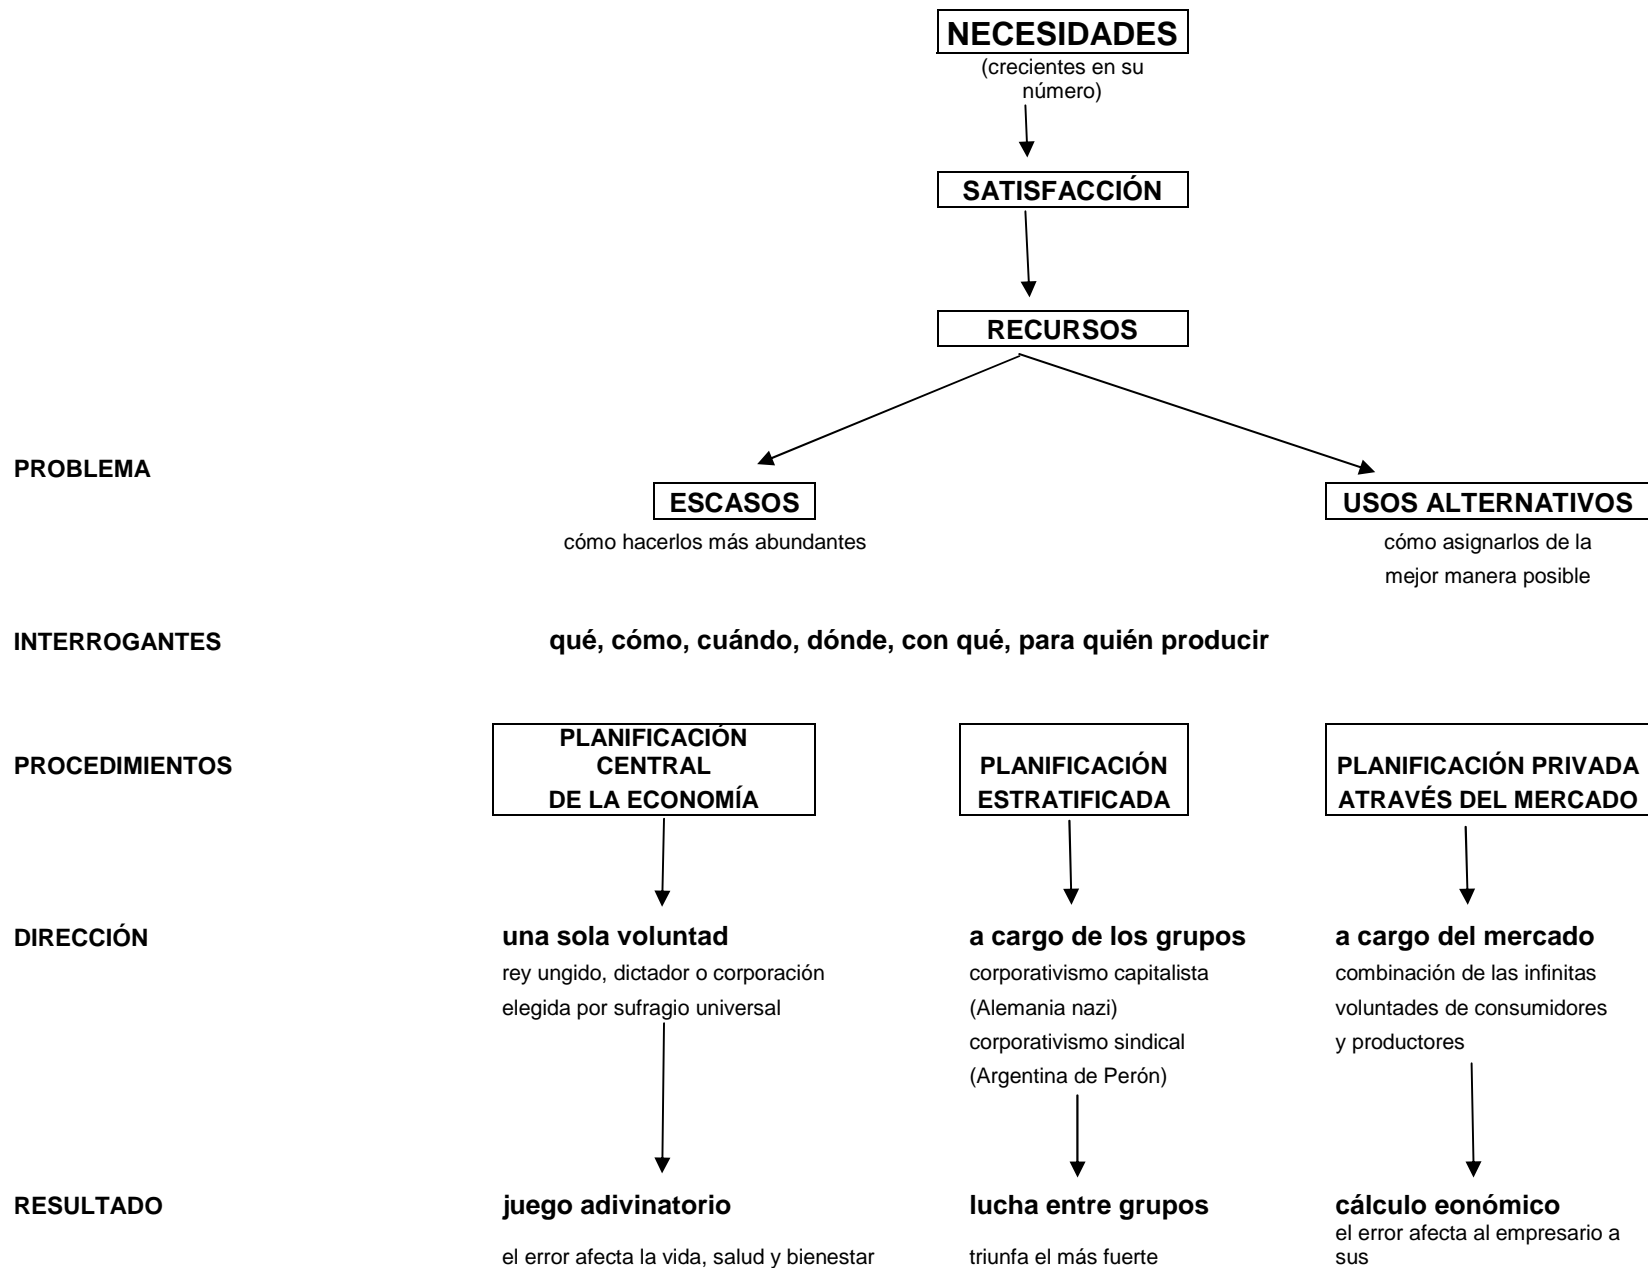 NECESIDADES
(crecientes en su
número)
SATISFACCIÓN
RECURSOS
PROBLEMA
ESCASOS
USOS ALTERNATIVOS
cómo hacerlos más abundantes
cómo asignarlos de la
mejor manera posible
INTERROGANTES
qué, cómo, cuándo, dónde, con qué, para quién producir
PROCEDIMIENTOS
PLANIFICACIÓN
CENTRAL
DE LA ECONOMÍA
PLANIFICACIÓN
ESTRATIFICADA
PLANIFICACIÓN PRIVADA
ATRAVÉS DEL MERCADO
DIRECCIÓN
una sola voluntad
rey ungido, dictador o corporación
elegida por sufragio universal
a cargo de los grupos
corporativismo capitalista
(Alemania nazi)
corporativismo sindical
(Argentina de Perón)
a cargo del mercado
combinación de las infinitas
voluntades de consumidores
y productores
RESULTADO
juego adivinatorio
el error afecta la vida, salud y bienestar
lucha entre grupos
triunfa el más fuerte
cálculo eonómico
el error afecta al empresario a
sus